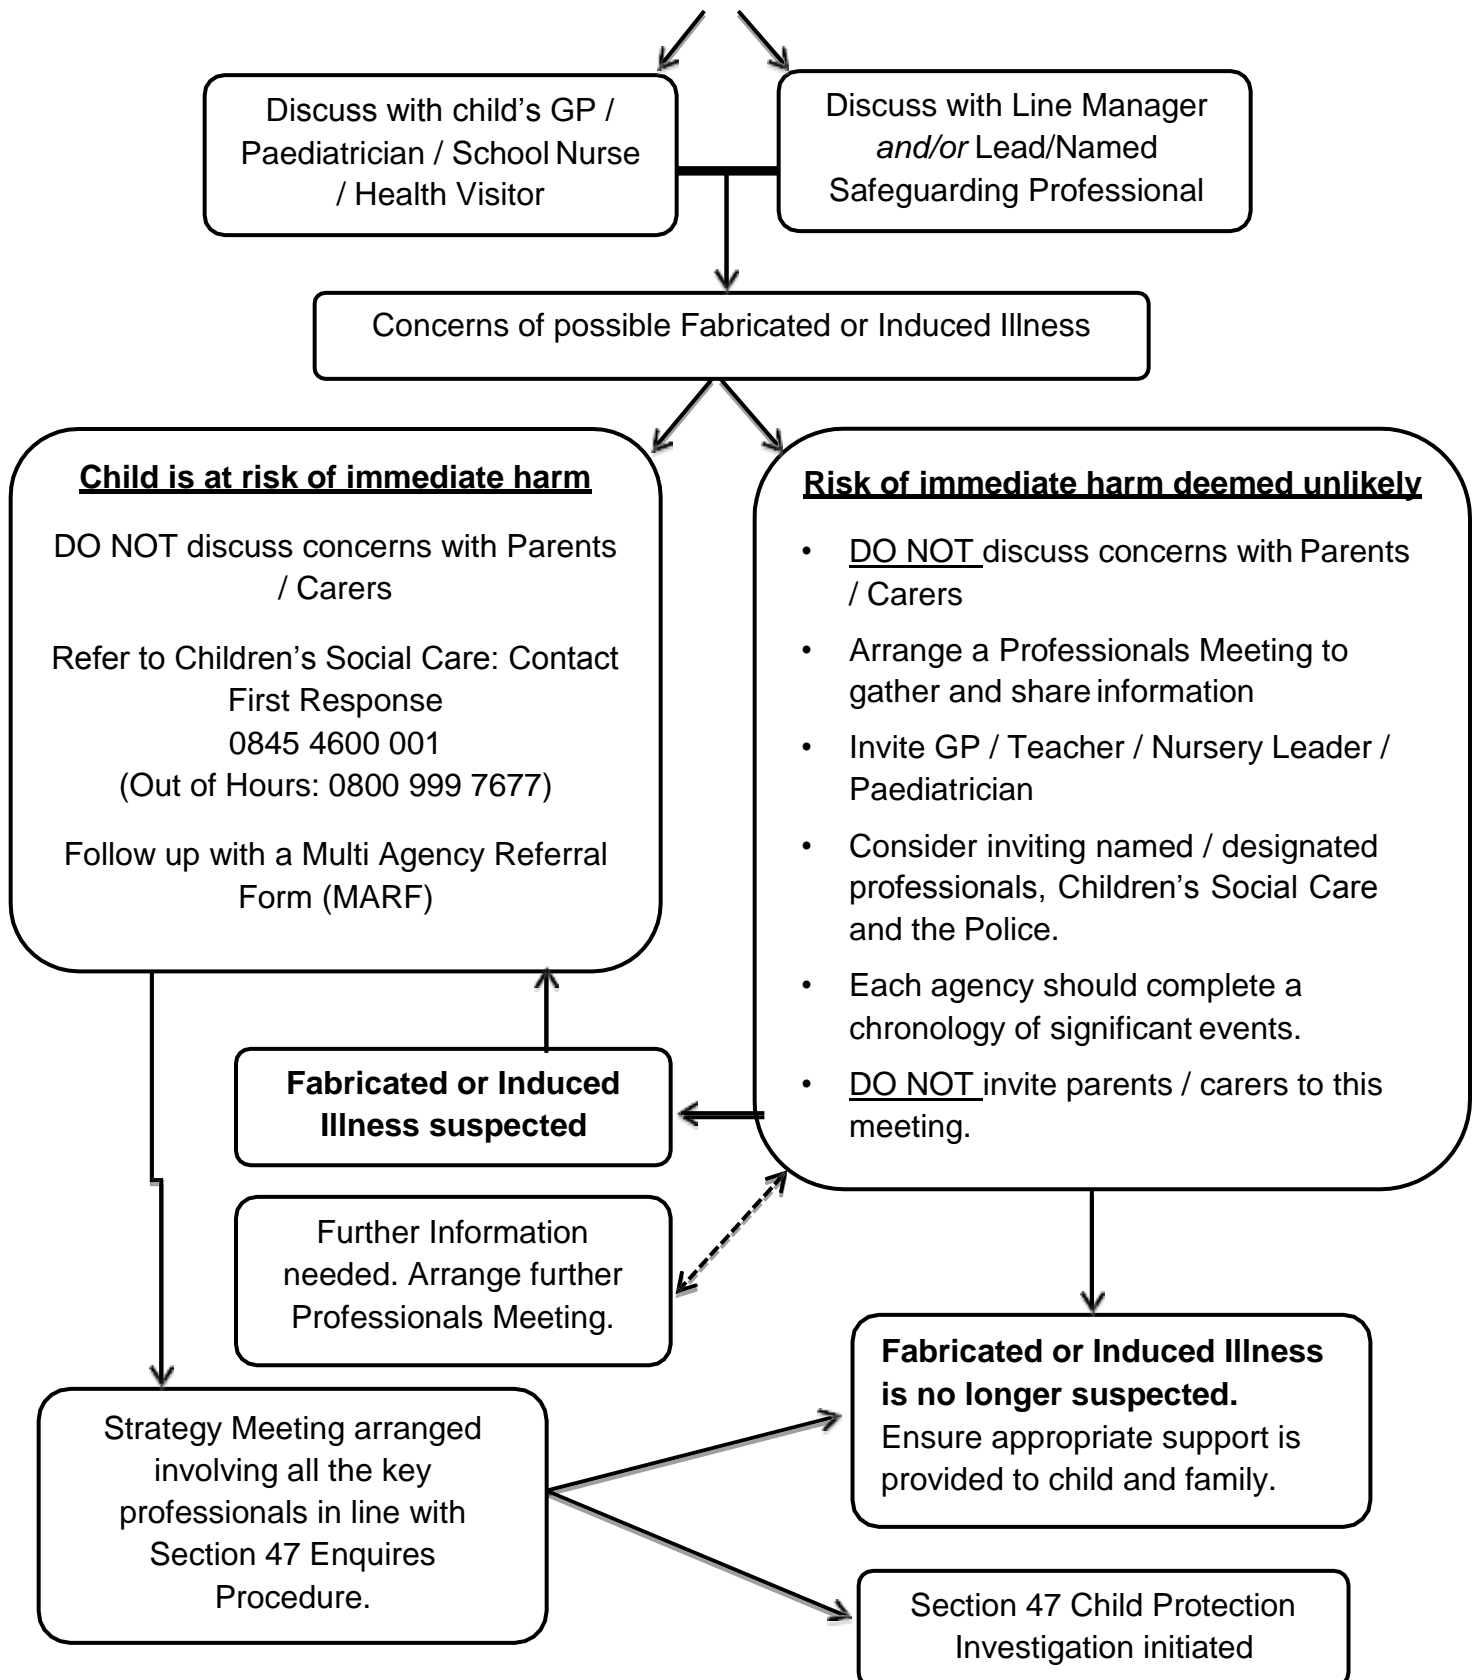 Discuss with child's GP /
Paediatrician / School Nurse
/ Health Visitor
Discuss with Line Manager
and/or Lead/Named
Safeguarding Professional
Concerns of possible Fabricated or Induced Illness
Child is at risk of immediate harm
DO NOT discuss concerns with Parents
/ Carers
Refer to Children's Social Care: Contact
First Response
0845 4600 001
(Out of Hours: 0800 999 7677)
Follow up with a Multi Agency Referral
Form (MARF)
Risk of immediate harm deemed unlikely
• DO NOT discuss concerns with Parents
/ Carers
• Arrange a Professionals Meeting to
gather and share information
• Invite GP / Teacher / Nursery Leader /
Paediatrician
• Consider inviting named / designated
professionals, Children's Social Care
and the Police.
• Each agency should complete a
chronology of significant events.
• DO NOT invite parents / carers to this
meeting.
Fabricated or Induced
Illness suspected
Further Information
needed. Arrange further
Professionals Meeting.
Fabricated or Induced Illness
is no longer suspected.
Ensure appropriate support is
provided to child and family.
Strategy Meeting arranged
involving all the key
professionals in line with
Section 47 Enquires
Procedure.
Section 47 Child Protection
Investigation initiated